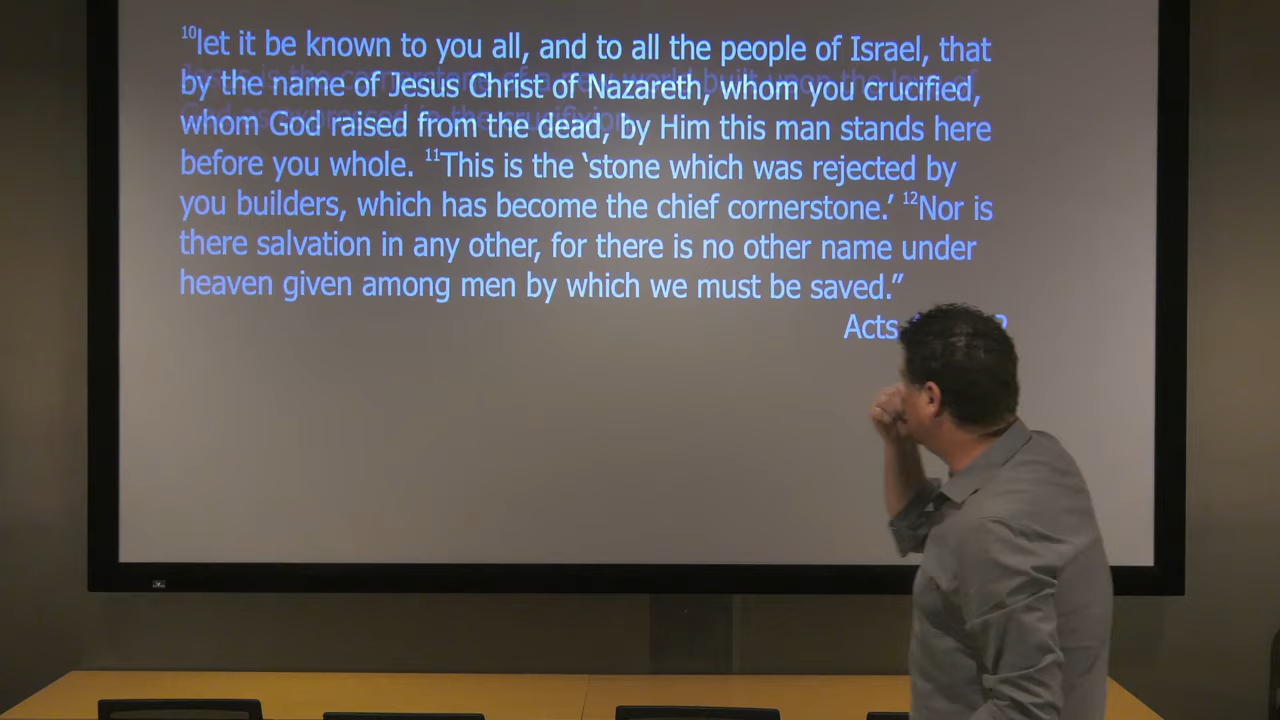 ¹⁰let it be known to you all, and to all the people of Israel, that
by the name of Jesus Christ of Nazareth, whom you crucified,
whom God raised from the dead, by Him this man stands here
before you whole. ¹¹This is the ‘stone which was rejected by
you builders, which has become the chief cornerstone.’ ¹²Nor is
there salvation in any other, for there is no other name under
heaven given among men by which we must be saved.”
Acts